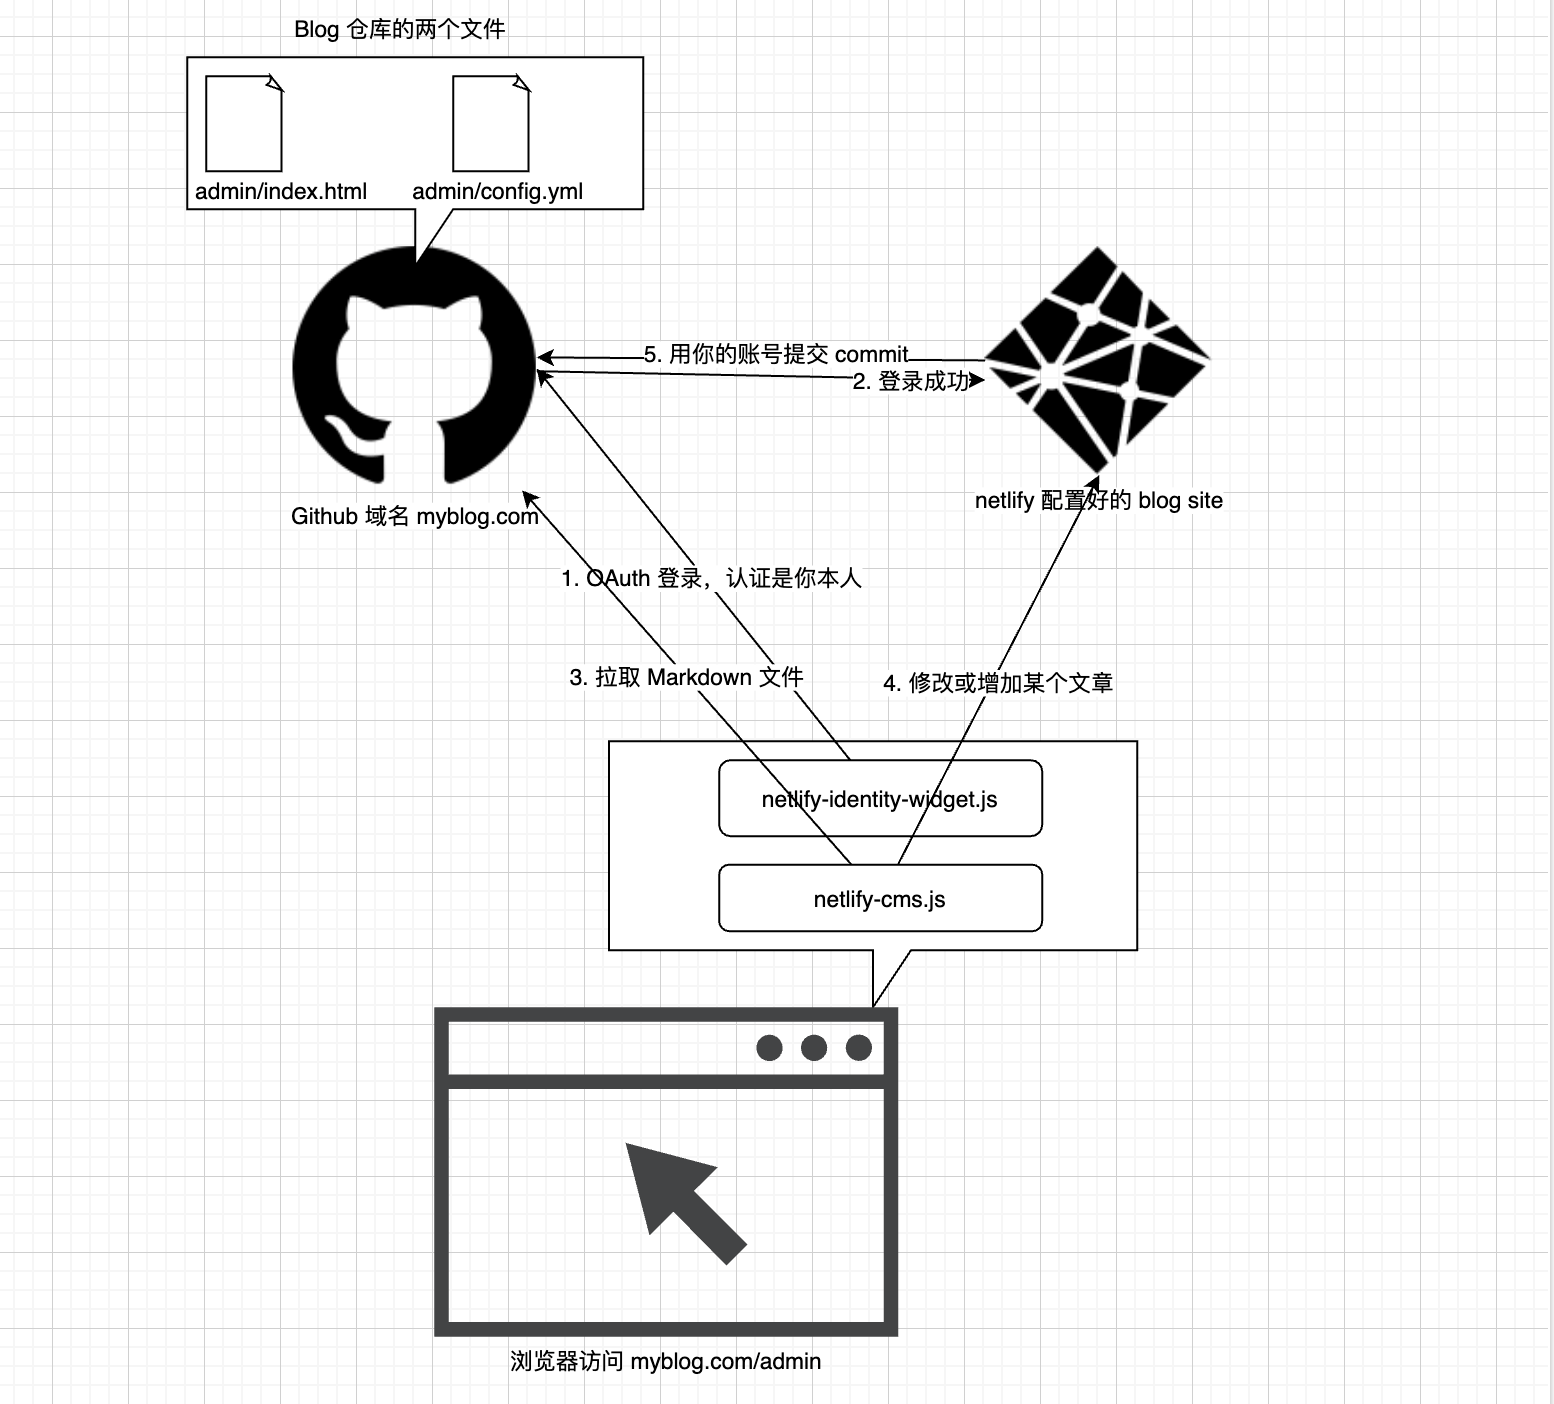 Blog 仓库的两个文件
admin/index.html
admin/config.yml
5. 用你的账号提交 commit
2. 登录成功
Github 域名 myblog.com
netlify 配置好的 blog site
1. OAuth 登录，认证是你本人
3. 拉取 Markdown 文件
4. 修改或增加某个文章
netlify-identity-widget.js
netlify-cms.js
浏览器访问 myblog.com/admin